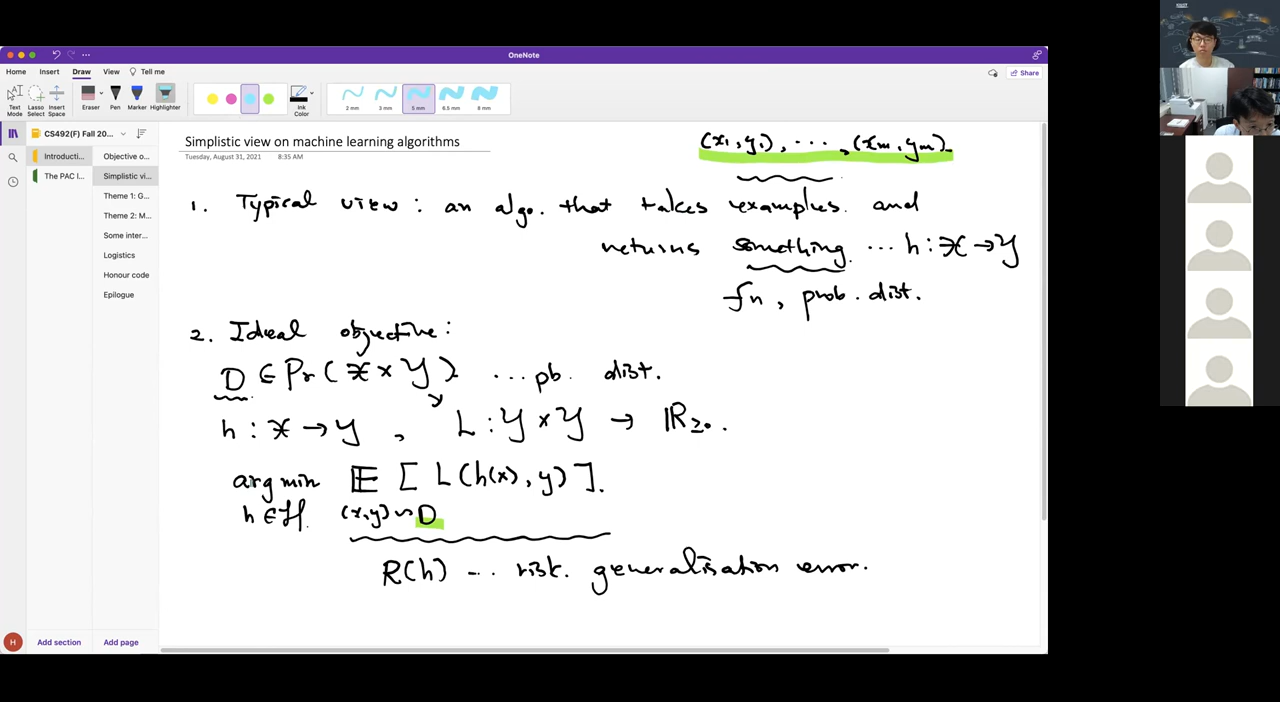 OneNote
Home Insert Draw View Tell me
Share
Text Mode
Lasso Select
Insert Space
Eraser
Pen
Marker
Highlighter
Ink Color
2 mm
3 mm
5 mm
6.5 mm
8 mm
CS492(F) Fall 20...
Introducti...
The PAC l...
Objective o...
Simplistic vi...
Theme 1: G...
Theme 2: M...
Some inter...
Logistics
Honour code
Epilogue
Simplistic view on machine learning algorithms
Tuesday, August 31, 2021 8:35 AM
(x₁,y₁), ⋯ ,(xₘ,yₘ)
1. Typical view : an algo. that takes examples. and
returns something. ... h : X → Y
fn, prob. dist.
2. Ideal objective :
D ∈ Pr(X × Y) ... pb. dist.
h : X → Y , L : Y × Y → ℝ≥₀.
argmin 𝔼 [ L(h(x), y) ].
h ∈ H. (x,y) ~ D
R(h) ... risk. generalisation error.
H
Add section
Add page